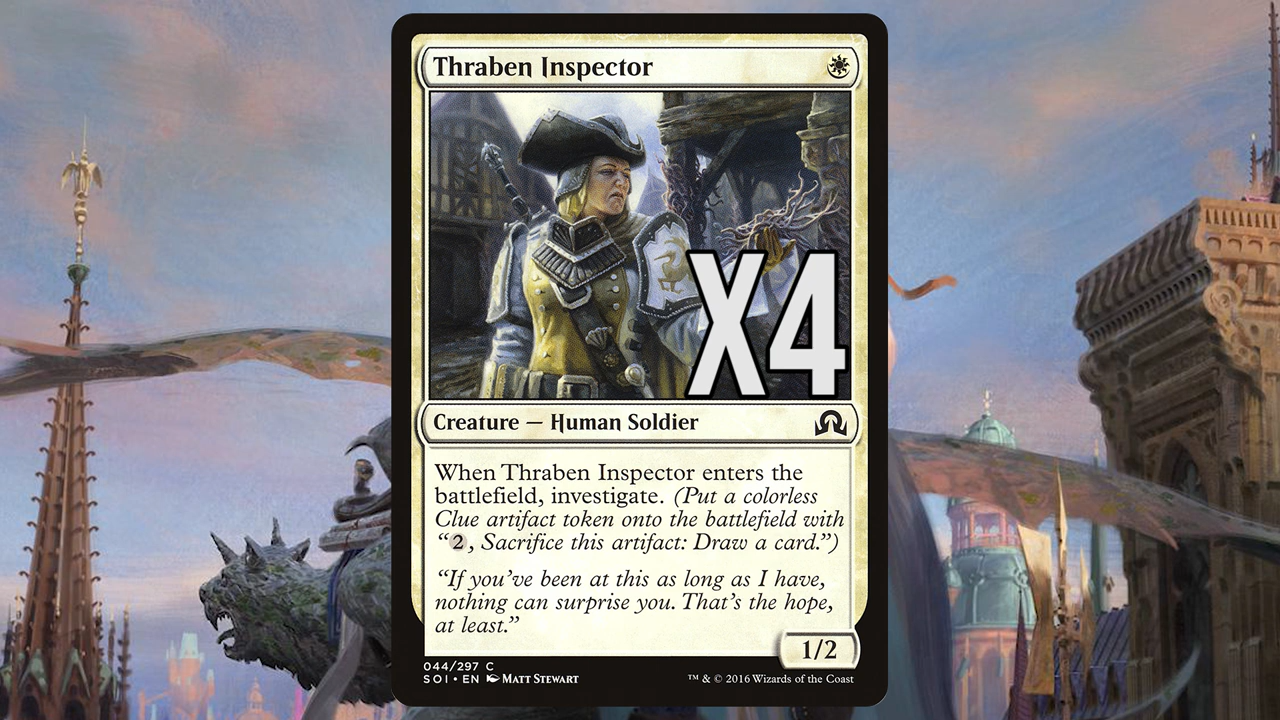 Thraben Inspector
X4
Creature — Human Soldier
When Thraben Inspector enters the
battlefield, investigate. (Put a colorless
Clue artifact token onto the battlefield with
“2, Sacrifice this artifact: Draw a card.”)
“If you’ve been at this as long as I have,
nothing can surprise you. That’s the hope,
at least.”
1/2
044/297 C
SOI • EN Matt Stewart
™ & © 2016 Wizards of the Coast